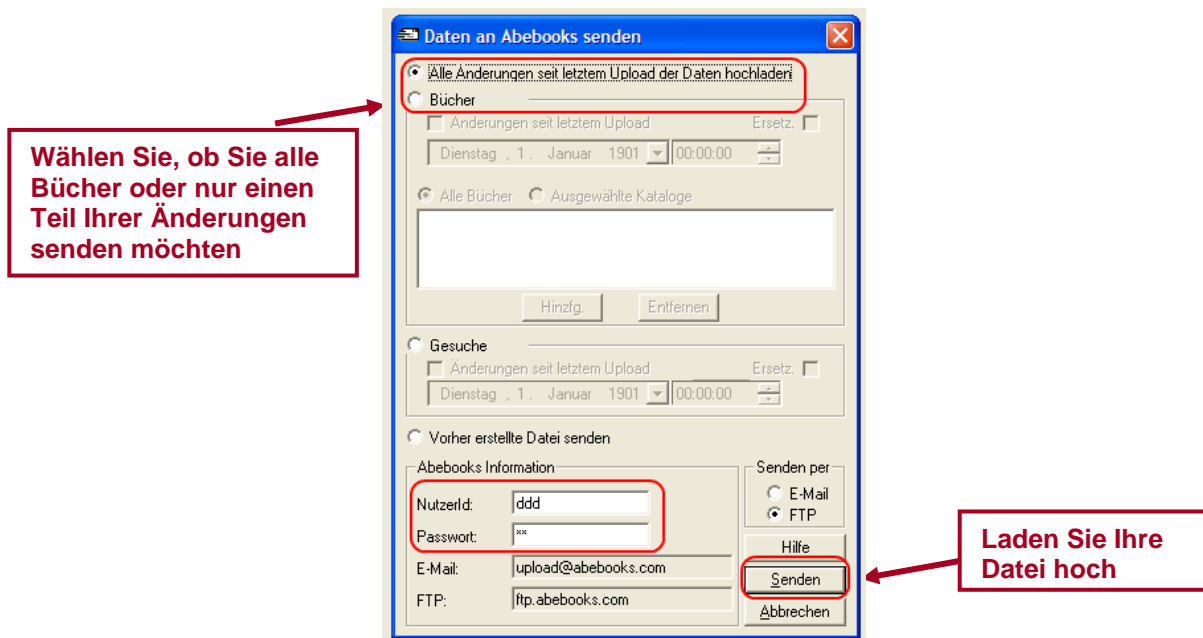 Daten an Abebooks senden
Alle Änderungen seit letztem Upload der Daten hochladen
Bücher
Änderungen seit letztem Upload Ersetz.
Dienstag , 1 . Januar 1901 00:00:00
Alle Bücher Ausgewählte Kataloge
Hinzfg. Entfernen
Gesuche
Änderungen seit letztem Upload Ersetz.
Dienstag , 1 . Januar 1901 00:00:00
Vorher erstellte Datei senden
Abebooks Information
NutzerId: ddd
Passwort: **
E-Mail: upload@abebooks.com
FTP: ftp.abebooks.com
Senden per
E-Mail
FTP
Hilfe
Senden
Abbrechen
Wählen Sie, ob Sie alle
Bücher oder nur einen
Teil Ihrer Änderungen
senden möchten
Laden Sie Ihre
Datei hoch